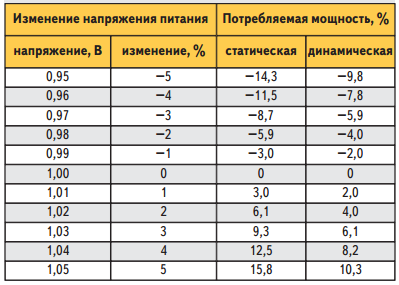 Изменение напряжения питания Потребляемая мощность, %
напряжение, В изменение, % статическая динамическая
0,95 −5 −14,3 −9,8
0,96 −4 −11,5 −7,8
0,97 −3 −8,7 −5,9
0,98 −2 −5,9 −4,0
0,99 −1 −3,0 −2,0
1,00 0 0 0
1,01 1 3,0 2,0
1,02 2 6,1 4,0
1,03 3 9,3 6,1
1,04 4 12,5 8,2
1,05 5 15,8 10,3